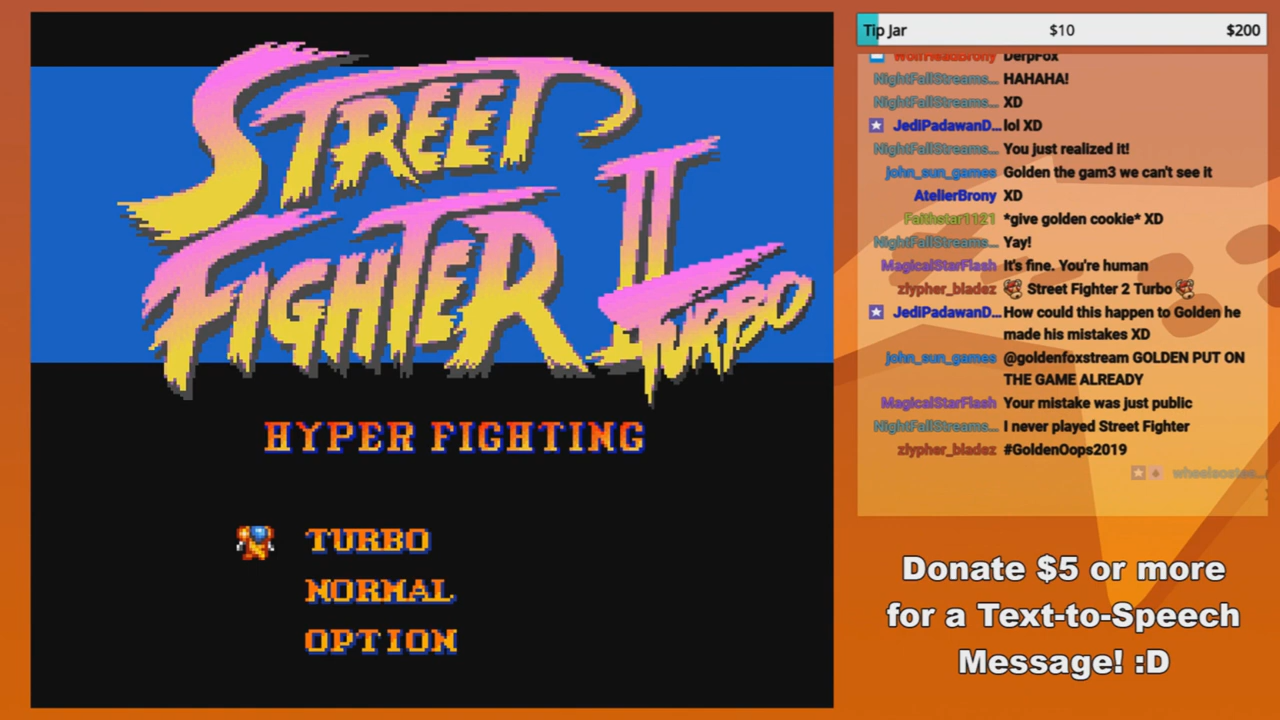 STREET
FIGHTER II
TURBO
HYPER FIGHTING
TURBO
NORMAL
OPTION
Tip Jar $10 $200
WolfHeadBrony DerpFox
NightFallStreams... HAHAHA!
NightFallStreams... XD
JediPadawanD... lol XD
NightFallStreams... You just realized it!
john_sun_games Golden the gam3 we can't see it
AtelierBrony XD
Faithstar1121 *give golden cookie* XD
NightFallStreams... Yay!
MagicalStarFlash It's fine. You're human
zlypher_bladez Street Fighter 2 Turbo
JediPadawanD... How could this happen to Golden he
made his mistakes XD
john_sun_games @goldenfoxstream GOLDEN PUT ON
THE GAME ALREADY
MagicalStarFlash Your mistake was just public
NightFallStreams... I never played Street Fighter
zlypher_bladez #GoldenOops2019
Donate $5 or more
for a Text-to-Speech
Message! :D